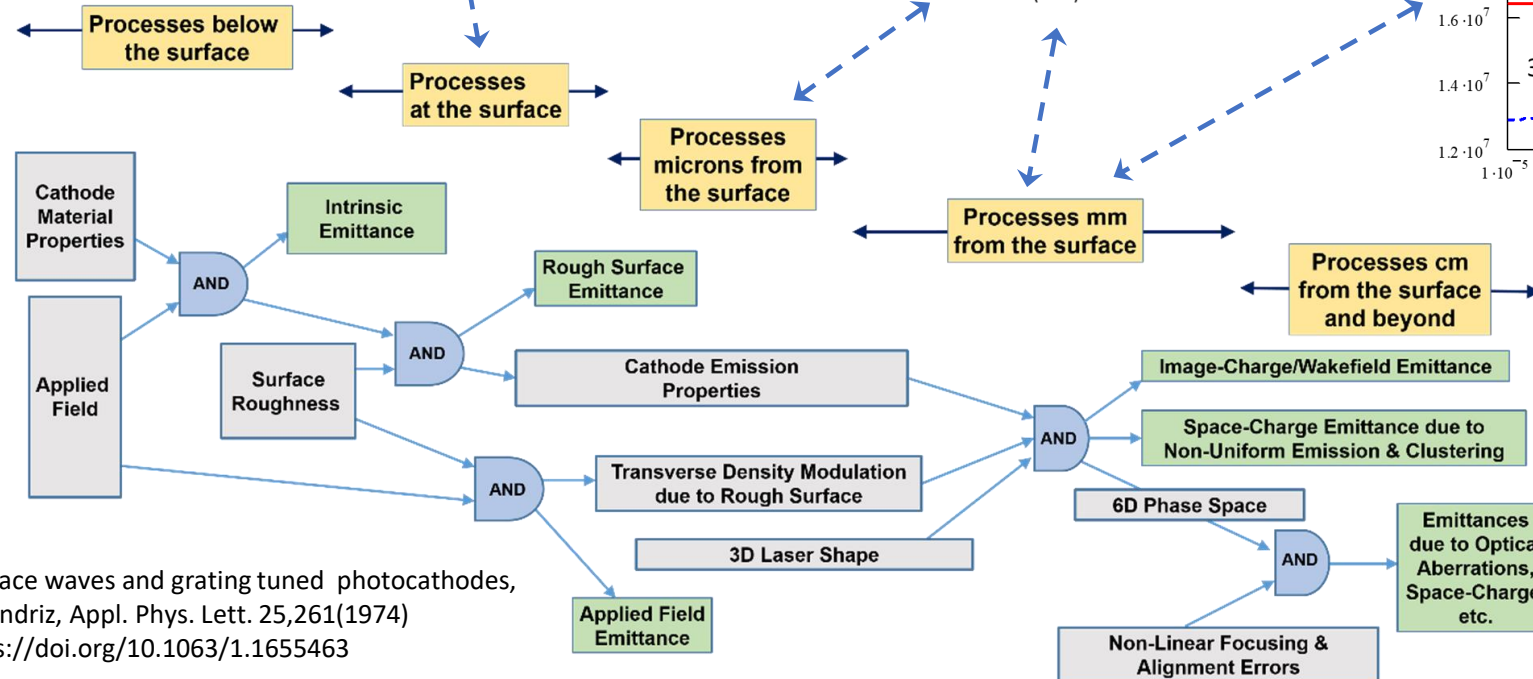 Processes below
the surface
Processes
at the surface
Processes
microns from
the surface
Processes mm
from the surface
Processes cm
from the surface
and beyond
1.6·10⁷
1.4·10⁷
1.2·10⁷
1·10⁻⁵
3
Cathode
Material
Properties
Applied
Field
AND
Intrinsic
Emittance
Surface
Roughness
AND
Rough Surface
Emittance
Cathode Emission
Properties
AND
Transverse Density Modulation
due to Rough Surface
3D Laser Shape
Applied Field
Emittance
AND
Image-Charge/Wakefield Emittance
Space-Charge Emittance due to
Non-Uniform Emission & Clustering
6D Phase Space
AND
Non-Linear Focusing &
Alignment Errors
Emittances
due to Optica
Aberrations,
Space-Charge
etc.
ace waves and grating tuned photocathodes,
ndriz, Appl. Phys. Lett. 25,261(1974)
s://doi.org/10.1063/1.1655463